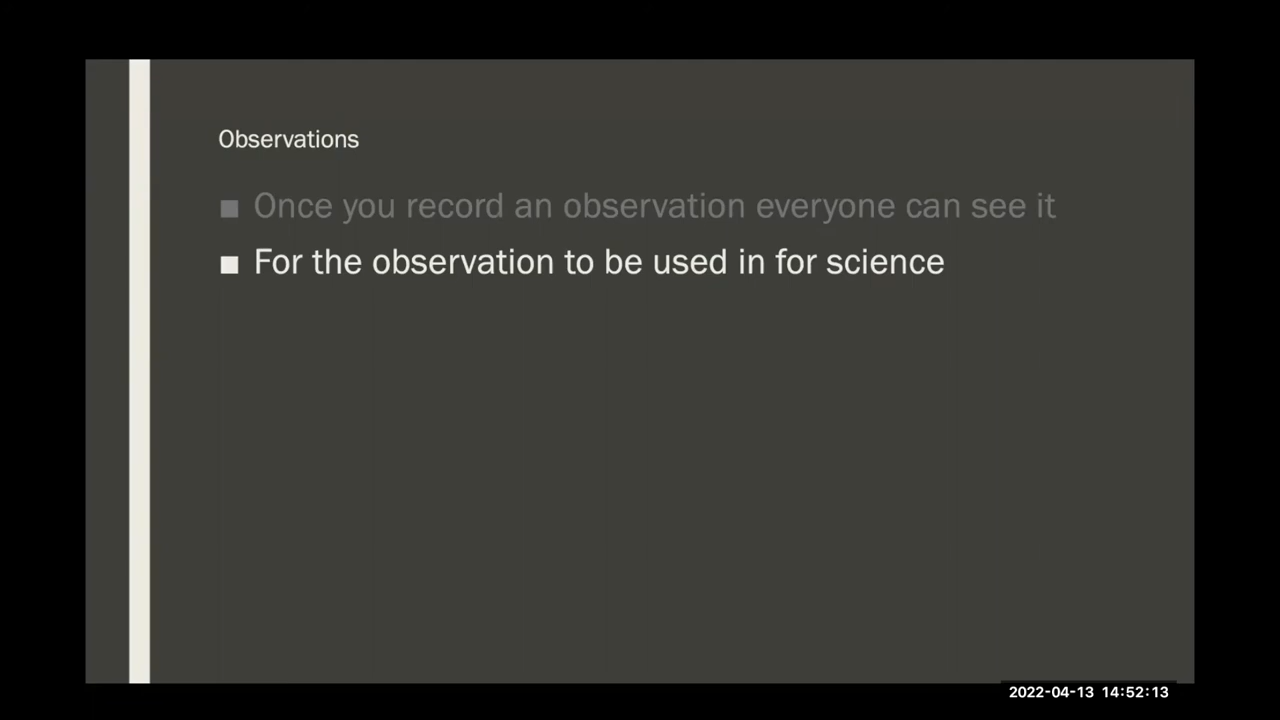 Observations
Once you record an observation everyone can see it
For the observation to be used in for science
2022-04-13 14:52:13